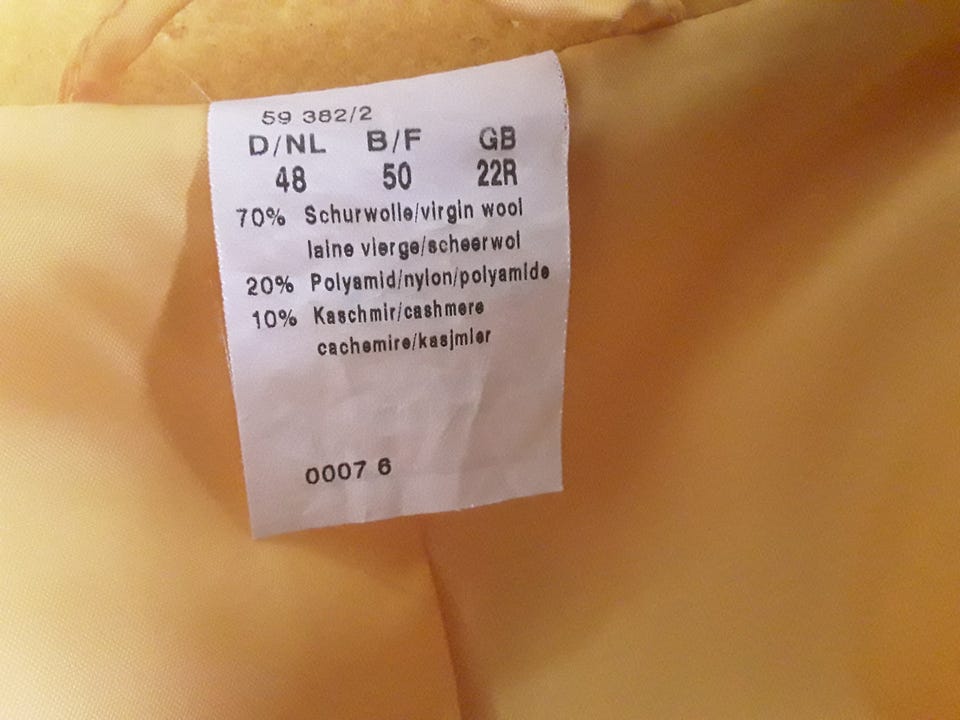 59 382/2
D/NL B/F GB
48 50 22R
70% Schurwolle/virgin wool
laine vierge/scheerwol
20% Polyamid/nylon/polyamide
10% Kaschmir/cashmere
cachemire/kasjmier
0007 6